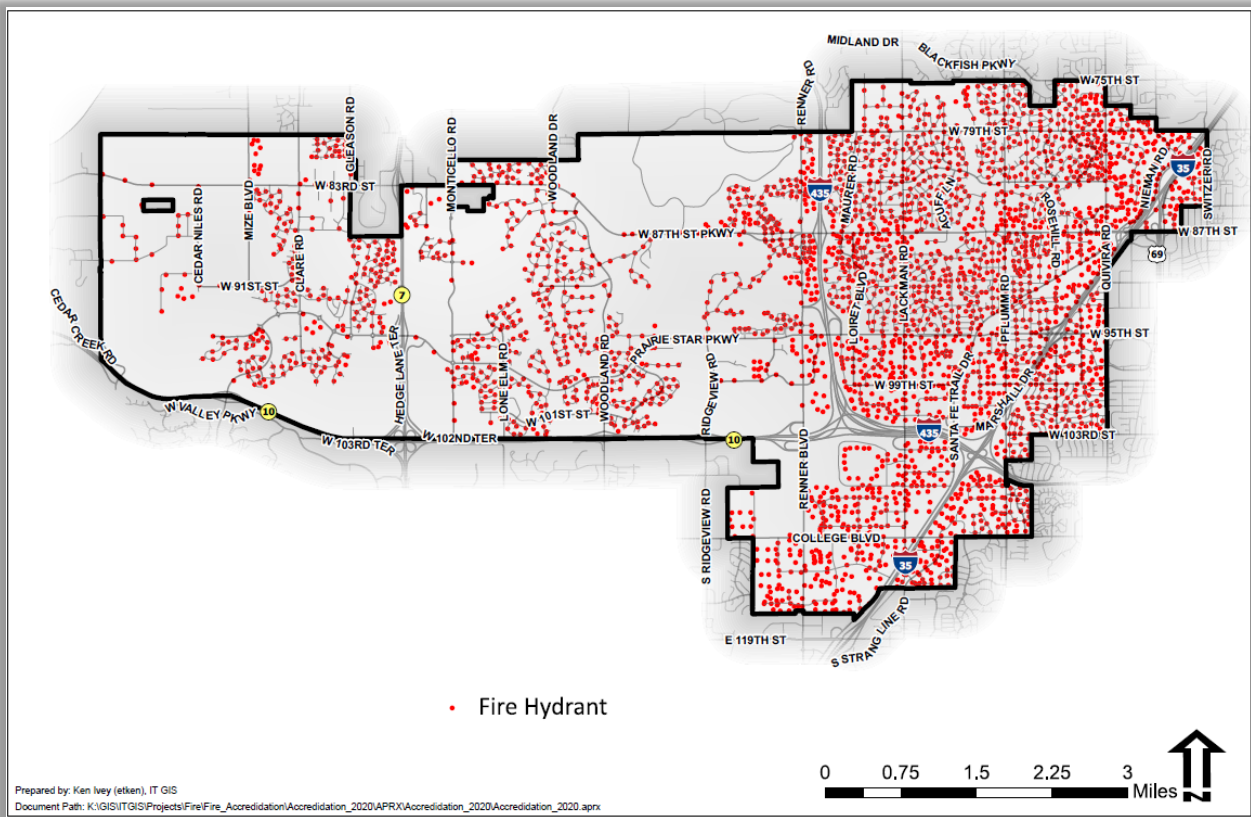 MIDLAND DR
BLACKFISH PKWY
W 75TH ST
RENNER RD
GLEASON RD
MONTICELLO RD
WOODLAND DR
W 79TH ST
NIEMAN RD
35
SWITZER RD
W 83RD ST
MIZE BLVD
CEDAR NILES RD
435
MAURER RD
ACUFF LN
ROSEHILL RD
W 87TH ST PKWY
W 87TH ST
CLARE RD
QUIVIRA RD
69
W 91ST ST
7
LACKMAN RD
LOIRET BLVD
PFLUMM RD
CEDAR CREEK RD
HEDGE LANE TER
LONE ELM RD
WOODLAND RD
PRAIRIE STAR PKWY
RIDGEVIEW RD
W 95TH ST
W 99TH ST
SANTA FE TRAIL DR
MARSHALL DR
W VALLEY PKWY
10
W 101ST ST
W 103RD TER
W 102ND TER
10
435
W 103RD ST
RENNER BLVD
S RIDGEVIEW RD
COLLEGE BLVD
35
E 119TH ST
S STRANG LINE RD
Fire Hydrant
0 0.75 1.5 2.25 3
Miles
N
Prepared by: Ken Ivey (etken), IT GIS
Document Path: K:\GIS\ITGIS\Projects\Fire\Fire_Accredidation\Accredidation_2020\APRX\Accredidation_2020\Accredidation_2020.aprx